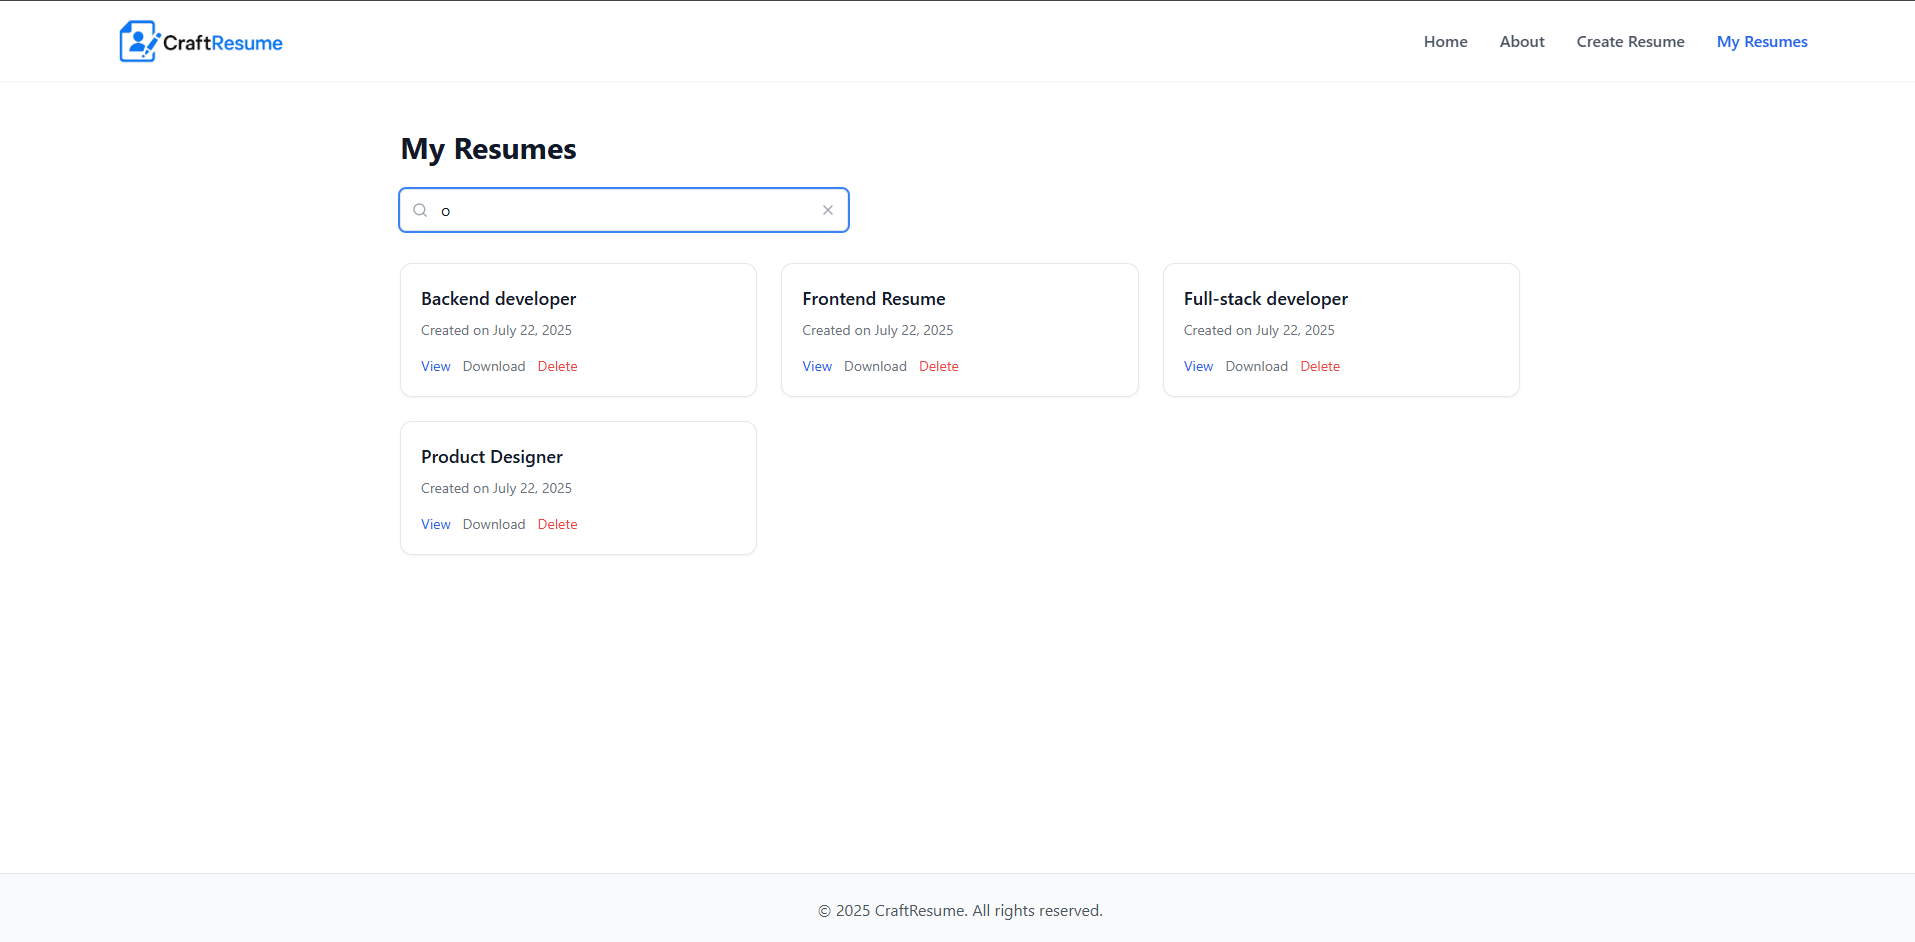 CraftResume
Home About Create Resume My Resumes
My Resumes
o
Backend developer
Created on July 22, 2025
View Download Delete
Frontend Resume
Created on July 22, 2025
View Download Delete
Full-stack developer
Created on July 22, 2025
View Download Delete
Product Designer
Created on July 22, 2025
View Download Delete
© 2025 CraftResume. All rights reserved.